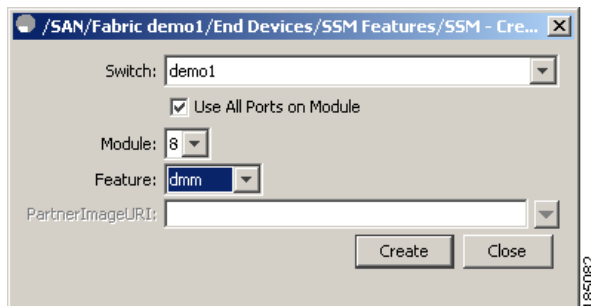 /SAN/Fabric demo1/End Devices/SSM Features/SSM - Cre...
Switch: demo1
Use All Ports on Module
Module: 8
Feature: dmm
PartnerImageURI:
Create Close
185082